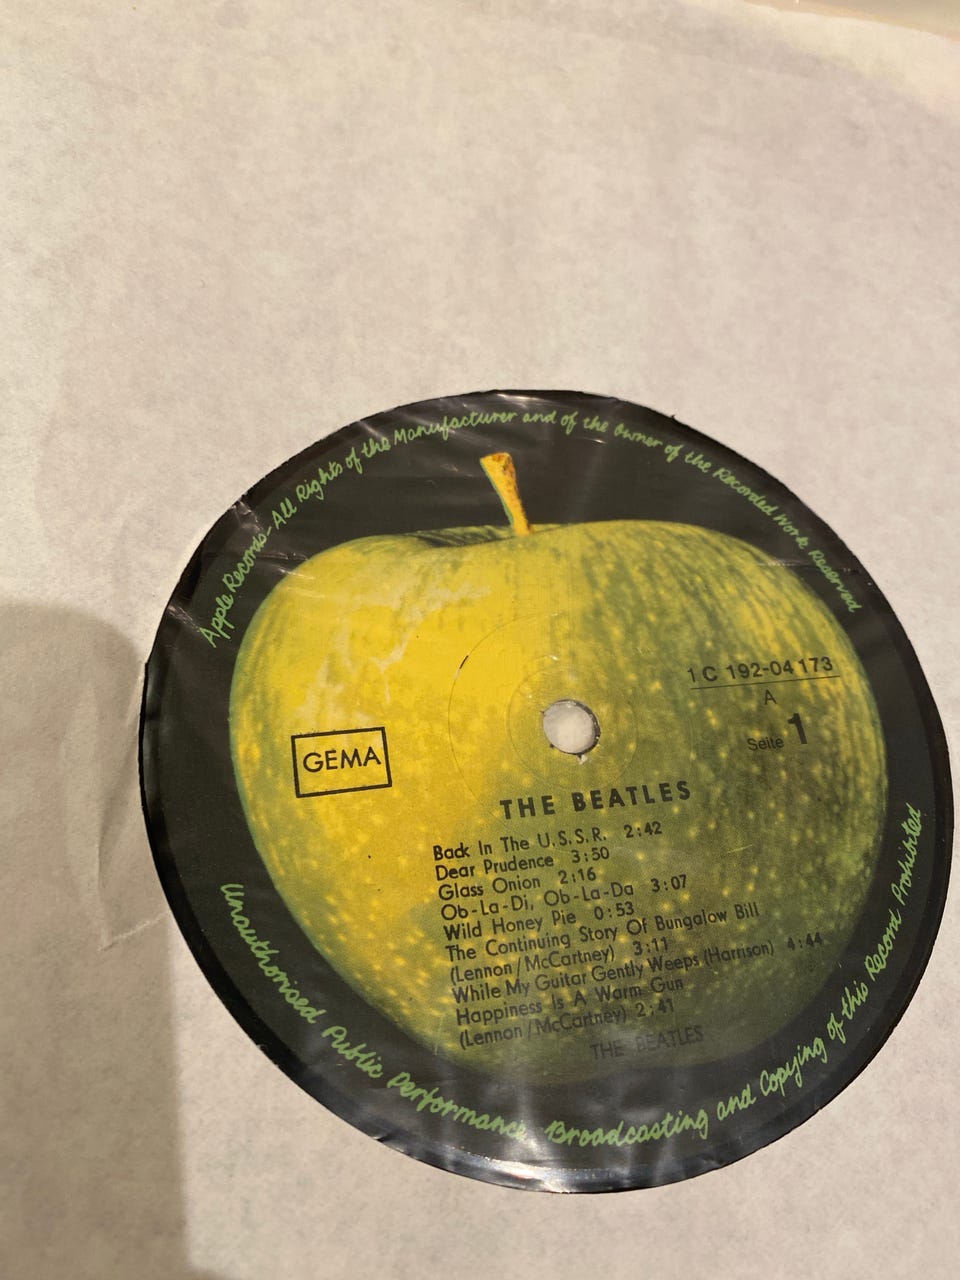 Apple Records-All Rights of the Manufacturer and of the Owner of the Recorded Work Reserved
1 C 192-04 173
A
Seite 1
GEMA
THE BEATLES
Back In The U.S.S.R. 2:42
Dear Prudence 3:50
Glass Onion 2:16
Ob-La-Di, Ob-La-Da 3:07
Wild Honey Pie 0:53
The Continuing Story Of Bungalow Bill
(Lennon/McCartney) 3:11
While My Guitar Gently Weeps (Harrison) 4:44
Happiness Is A Warm Gun
(Lennon/McCartney) 2:41
THE BEATLES
Unauthorised Public Performance Broadcasting and Copying of this Record Prohibited